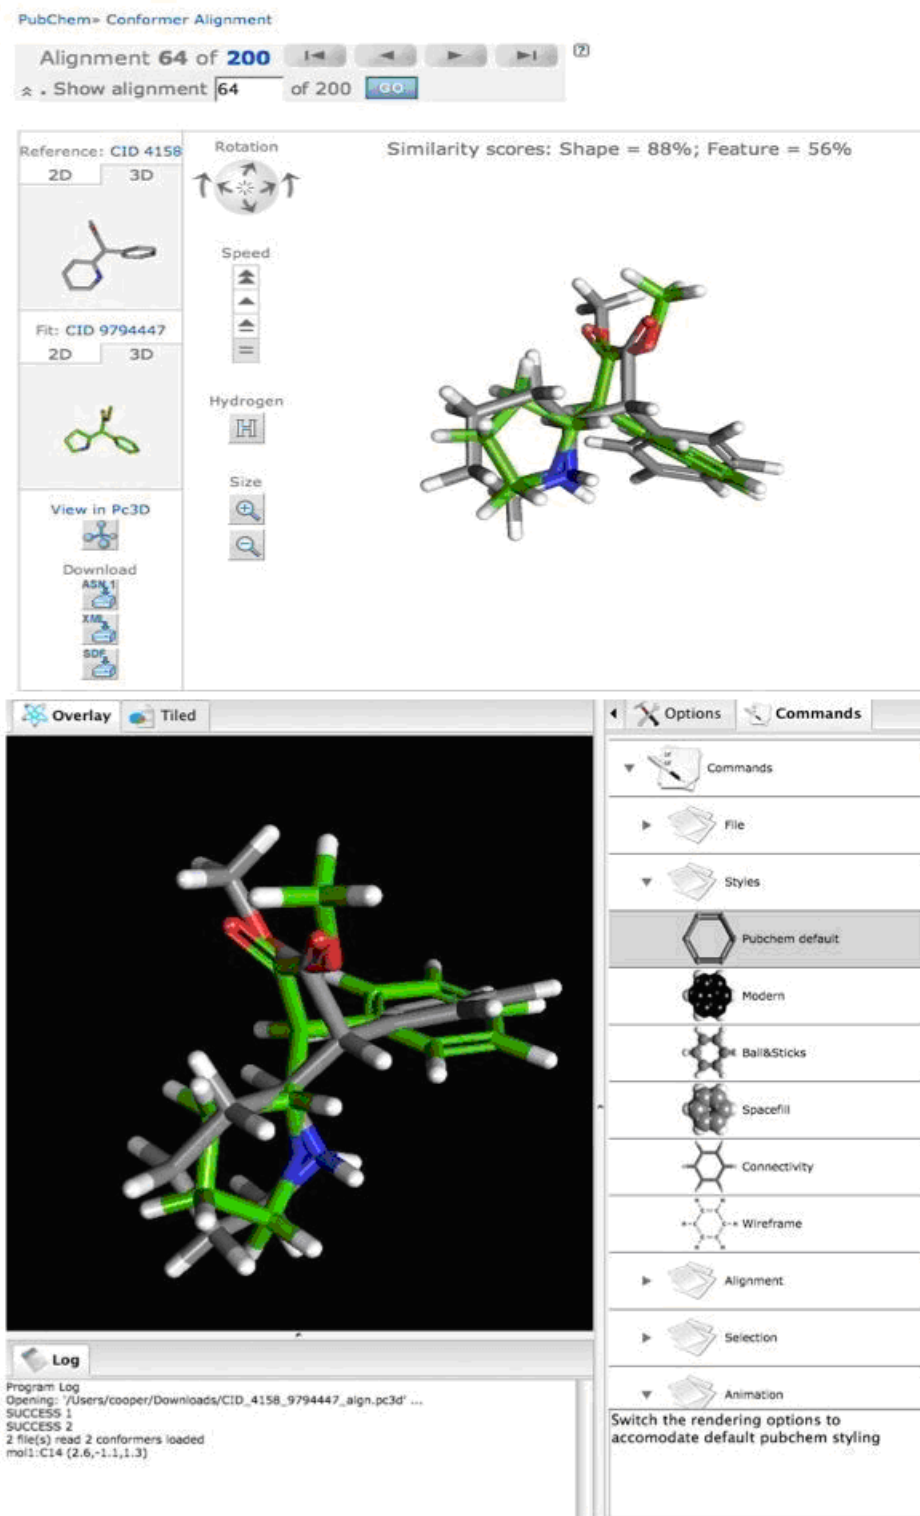 PubChem» Conformer Alignment
Alignment 64 of 200
Show alignment 64 of 200 GO
Reference: CID 4158
2D 3D
Rotation
Similarity scores: Shape = 88%; Feature = 56%
Speed
Fit: CID 9794447
2D 3D
Hydrogen
H
Size
View in Pc3D
Download
ASN.1
XML
SDF
Overlay Tiled
Options Commands
Commands
File
Styles
Pubchem default
Modern
Ball&Sticks
Spacefill
Connectivity
Wireframe
Alignment
Selection
Animation
Log
Program Log
Opening: '/Users/cooper/Downloads/CID_4158_9794447_algn.pc3d' ...
SUCCESS 1
SUCCESS 2
2 file(s) read 2 conformers loaded
mol1:C14 (2.6,-1.1,1.3)
Switch the rendering options to
accomodate default pubchem styling